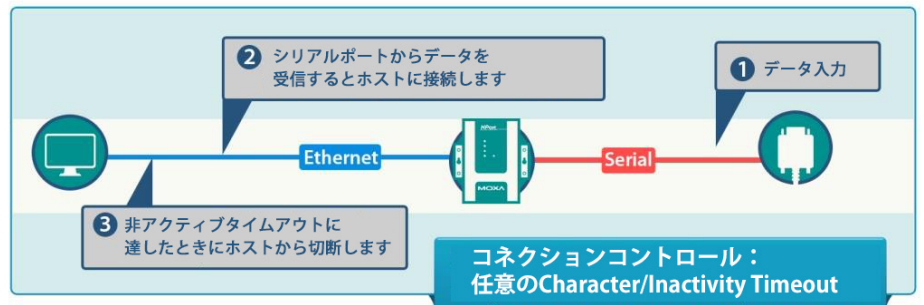 ❷ シリアルポートからデータを
受信するとホストに接続します
❶ データ入力
Ethernet
NPort
MOXA
Serial
❸ 非アクティブタイムアウトに
達したときにホストから切断します
コネクションコントロール：
任意のCharacter/Inactivity Timeout